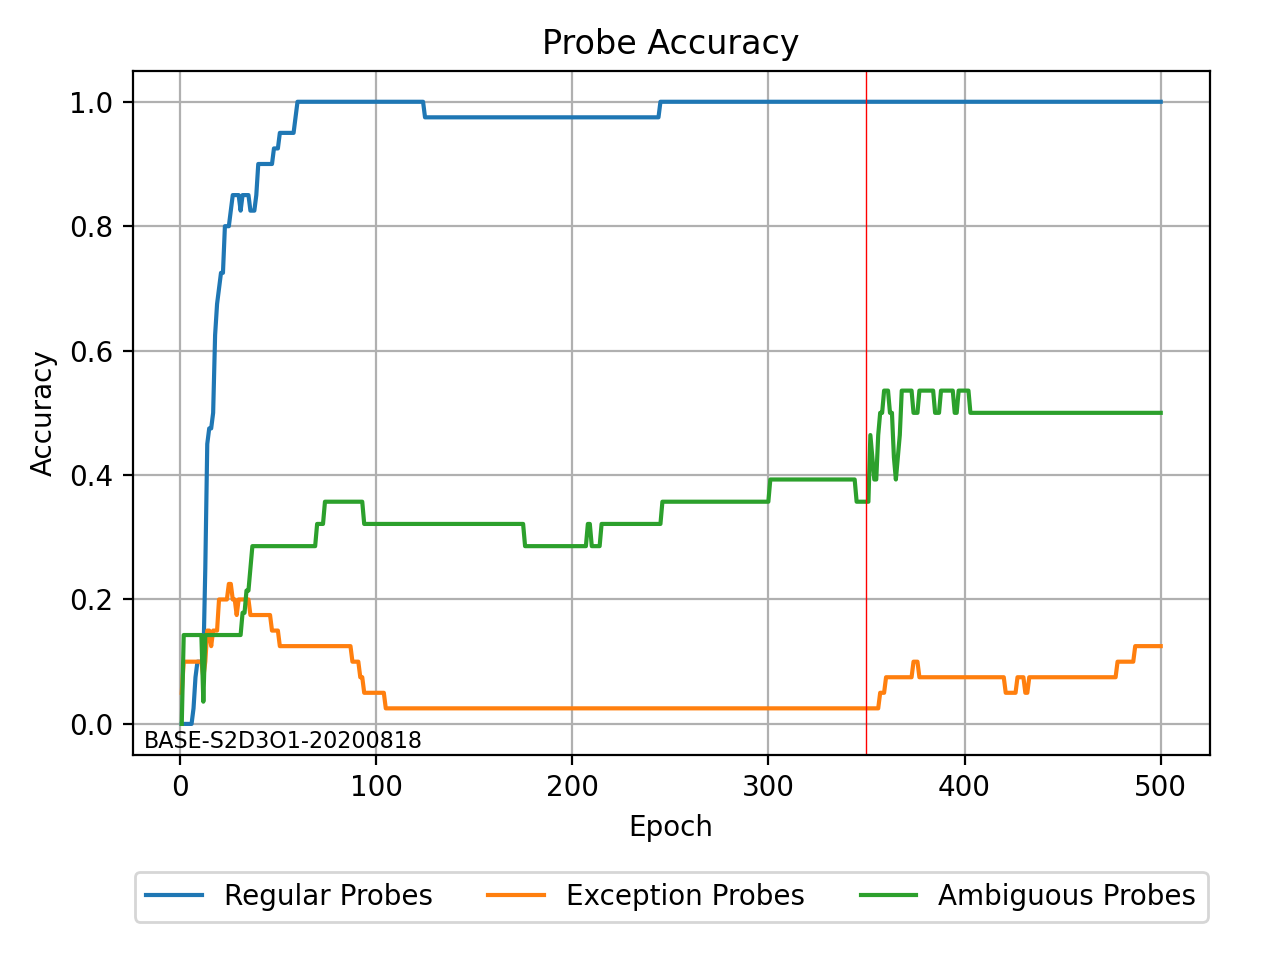 Probe Accuracy
1.0
0.8
0.6
0.4
0.2
0.0
Accuracy
BASE-S2D3O1-20200818
0 100 200 300 400 500
Epoch
Regular Probes Exception Probes Ambiguous Probes